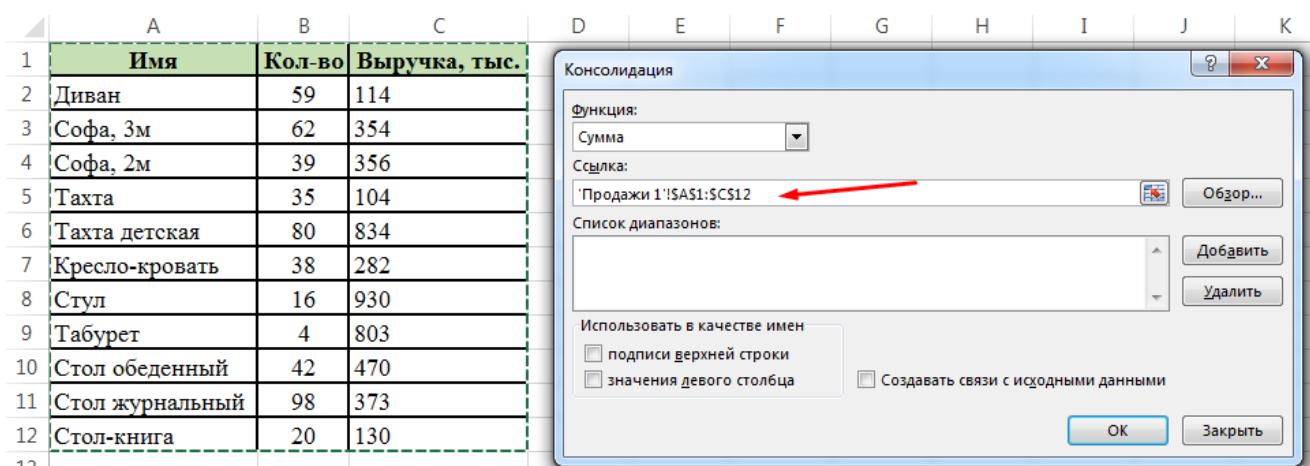 A B C D E F G H I J K
1 Имя Кол-во Выручка, тыс.
2 Диван 59 114
3 Софа, 3м 62 354
4 Софа, 2м 39 356
5 Тахта 35 104
6 Тахта детская 80 834
7 Кресло-кровать 38 282
8 Стул 16 930
9 Табурет 4 803
10 Стол обеденный 42 470
11 Стол журнальный 98 373
12 Стол-книга 20 130
Консолидация
?
Функция:
Сумма
Ссылка:
'Продажи 1'!$A$1:$C$12
Обзор...
Список диапазонов:
Добавить
Удалить
Использовать в качестве имен
подписи верхней строки
значения левого столбца
Создавать связи с исходными данными
ОК
Закрыть